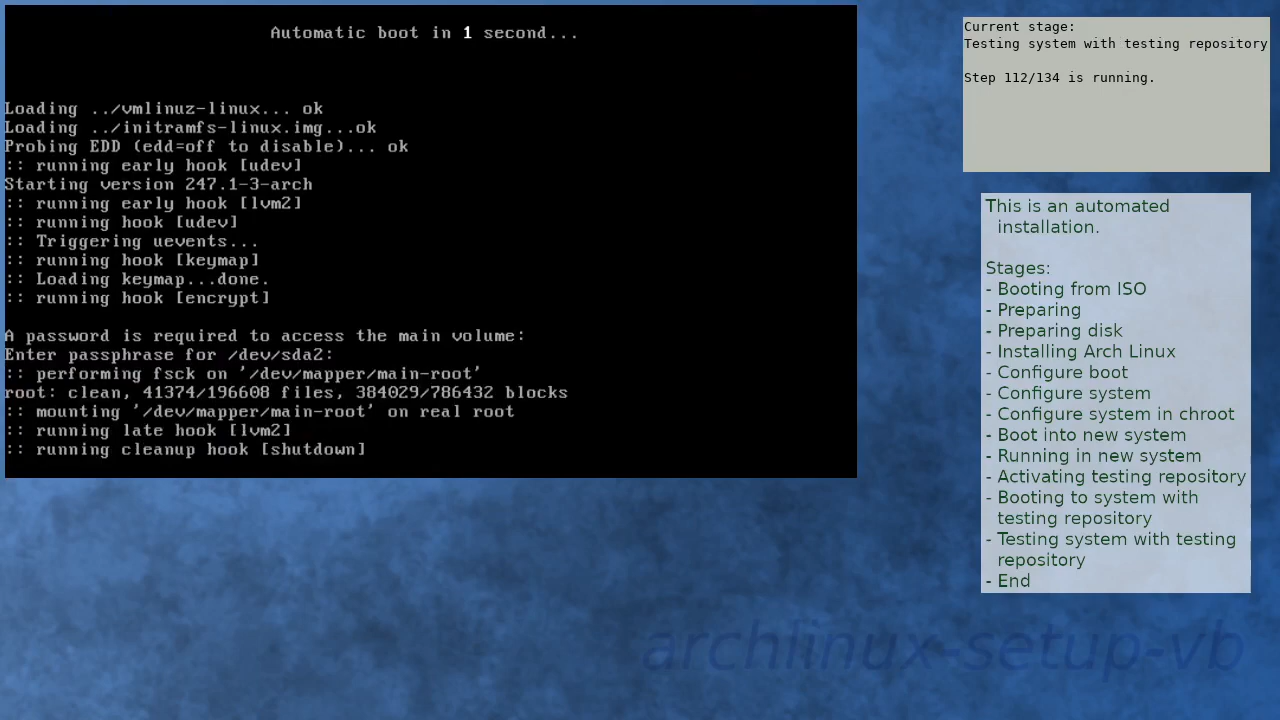 Automatic boot in 1 second...
Loading ../vmlinuz-linux... ok
Loading ../initramfs-linux.img...ok
Probing EDD (edd=off to disable)... ok
:: running early hook [udev]
Starting version 247.1-3-arch
:: running early hook [lvm2]
:: running hook [udev]
:: Triggering uevents...
:: running hook [keymap]
:: Loading keymap...done.
:: running hook [encrypt]
A password is required to access the main volume:
Enter passphrase for /dev/sda2:
:: performing fsck on '/dev/mapper/main-root'
root: clean, 41374/196608 files, 384029/786432 blocks
:: mounting '/dev/mapper/main-root' on real root
:: running late hook [lvm2]
:: running cleanup hook [shutdown]
Current stage:
Testing system with testing repository
Step 112/134 is running.
This is an automated
installation.
Stages:
- Booting from ISO
- Preparing
- Preparing disk
- Installing Arch Linux
- Configure boot
- Configure system
- Configure system in chroot
- Boot into new system
- Running in new system
- Activating testing repository
- Booting to system with
testing repository
- Testing system with testing
repository
- End
archlinux-setup-vb